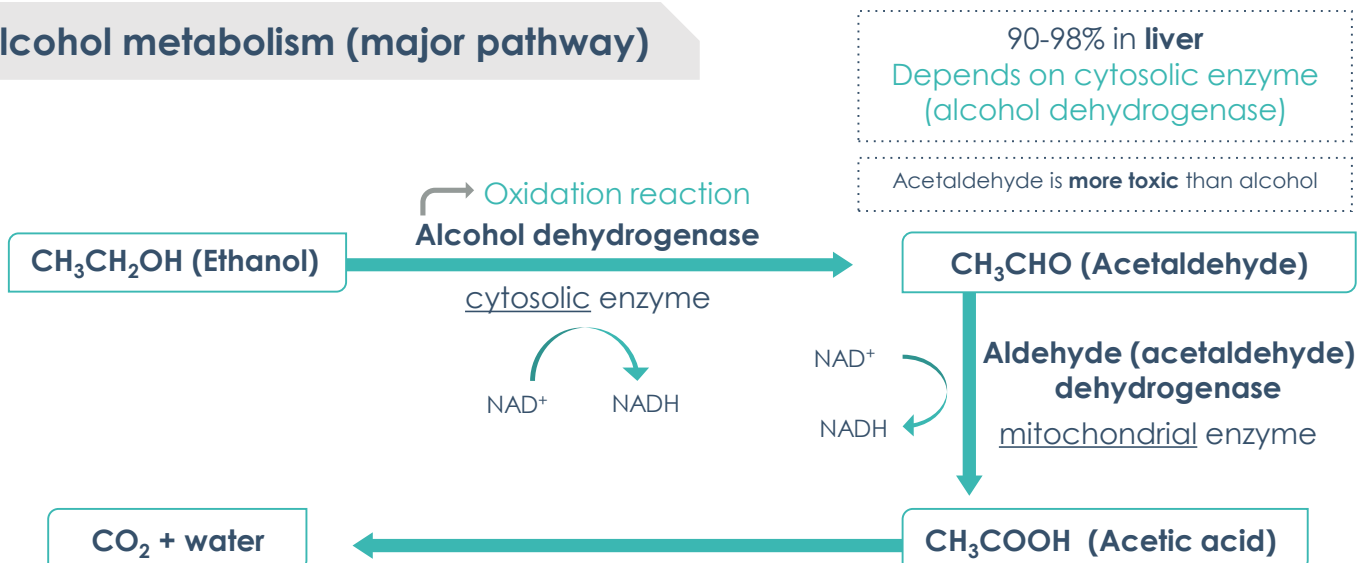 lcohol metabolism (major pathway)
90-98% in liver
Depends on cytosolic enzyme
(alcohol dehydrogenase)
Acetaldehyde is more toxic than alcohol
Oxidation reaction
Alcohol dehydrogenase
CH₃CH₂OH (Ethanol)
CH₃CHO (Acetaldehyde)
cytosolic enzyme
NAD⁺ NADH
NAD⁺
NADH
Aldehyde (acetaldehyde)
dehydrogenase
mitochondrial enzyme
CO₂ + water
CH₃COOH (Acetic acid)